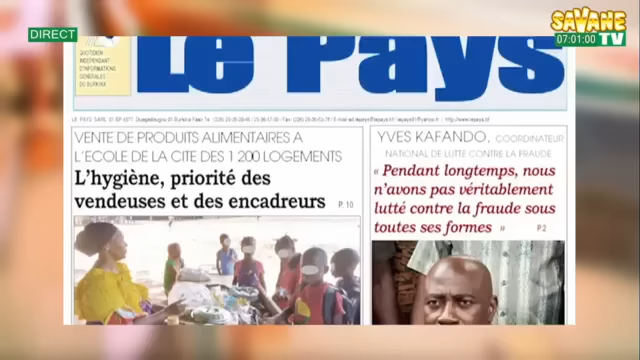 DIRECT
SAVANE
TV
07:01:00
QUOTIDIEN
INDEPENDANT
D'INFORMATIONS
GÉNÉRALES
DU BURKINA
Le Pays
VENTE DE PRODUITS ALIMENTAIRES A
L'ECOLE DE LA CITE DES 1 200 LOGEMENTS
L'hygiène, priorité des
vendeuses et des encadreurs P. 10
YVES KAFANDO, COORDINATEUR
NATIONAL DE LUTTE CONTRE LA FRAUDE
« Pendant longtemps, nous
n'avons pas véritablement
lutté contre la fraude sous
toutes ses formes » P.2